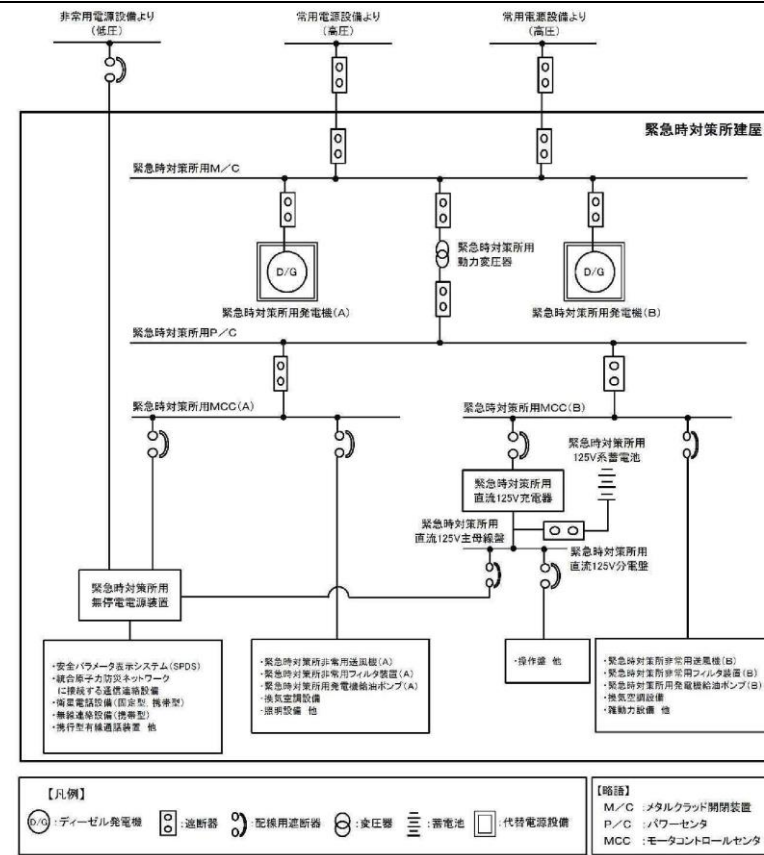 非常用電源設備より
(低圧)
常用電源設備より
(高圧)
常用電源設備より
(高圧)
緊急時対策所建屋
緊急時対策所用M/C
緊急時対策所用
動力変圧器
D/G
D/G
緊急時対策所用発電機(A)
緊急時対策所用発電機(B)
緊急時対策所用P/C
緊急時対策所用MCC(A)
緊急時対策所用MCC(B)
緊急時対策所用
125V系蓄電池
緊急時対策所用
直流125V充電器
緊急時対策所用
直流125V主母線盤
緊急時対策所用
直流125V分電盤
緊急時対策所用
無停電電源装置
・安全パラメータ表示システム(SPDS)
・統合原子力防災ネットワーク
に接続する通信連絡設備
・衛星電話設備(固定型、携帯型)
・無線連絡設備(携帯型)
・携行型有線通話装置 他
・緊急時対策所非常用送風機(A)
・緊急時対策所非常用フィルタ装置(A)
・緊急時対策所用発電機給油ポンプ(A)
・換気空調設備
・照明設備 他
・操作盤 他
・緊急時対策所非常用送風機(B)
・緊急時対策所非常用フィルタ装置(B)
・緊急時対策所用発電機給油ポンプ(B)
・換気空調設備
・雑動力設備 他
【凡例】
D/G :ディーゼル発電機 :遮断器 :配線用遮断器 :変圧器 :蓄電池 :代替電源設備
【略語】
M/C :メタルクラッド開閉装置
P/C :パワーセンタ
MCC :モータコントロールセンタ